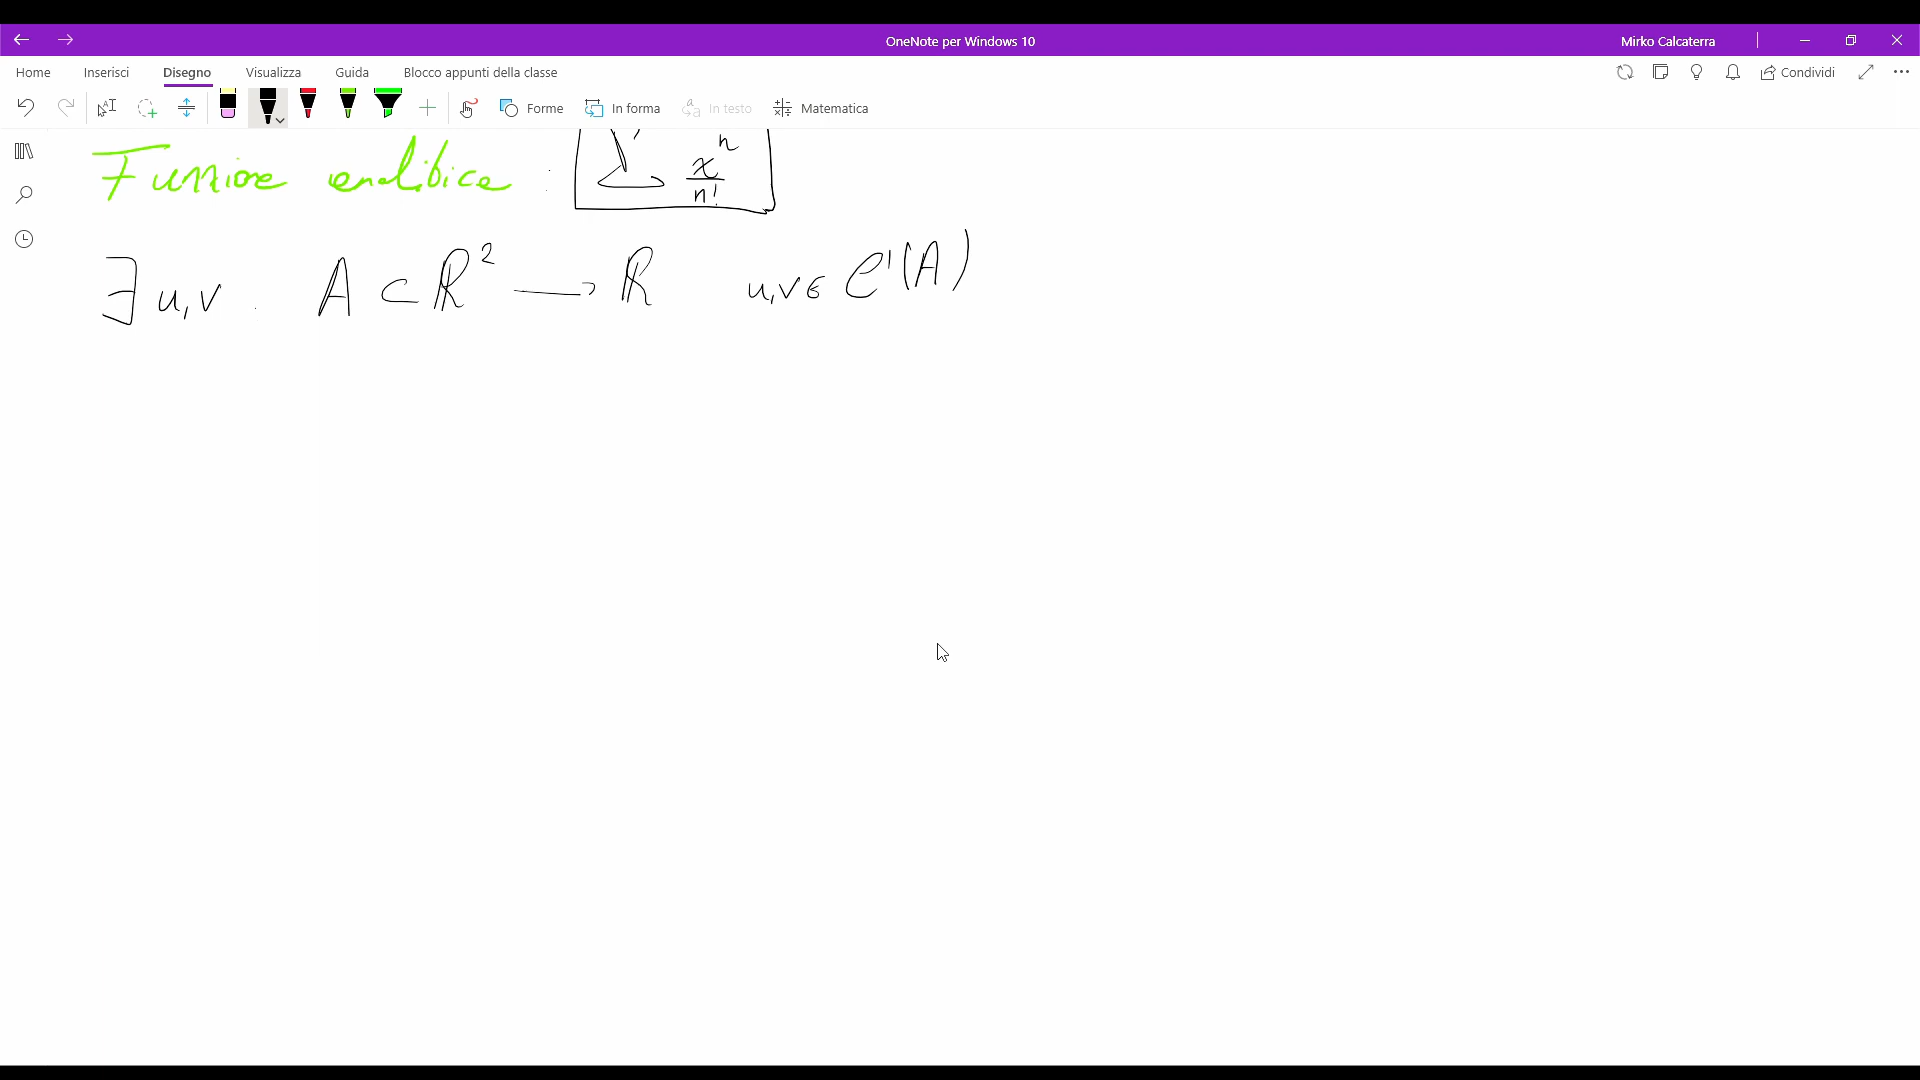 OneNote per Windows 10
Mirko Calcaterra
Home Inserisci Disegno Visualizza Guida Blocco appunti della classe
Condividi
Forme In forma In testo Matematica
Funzione analitica : ∑ xⁿ/n!
∃ u,v : A ⊂ ℝ² → ℝ u,v ∈ C¹(A)